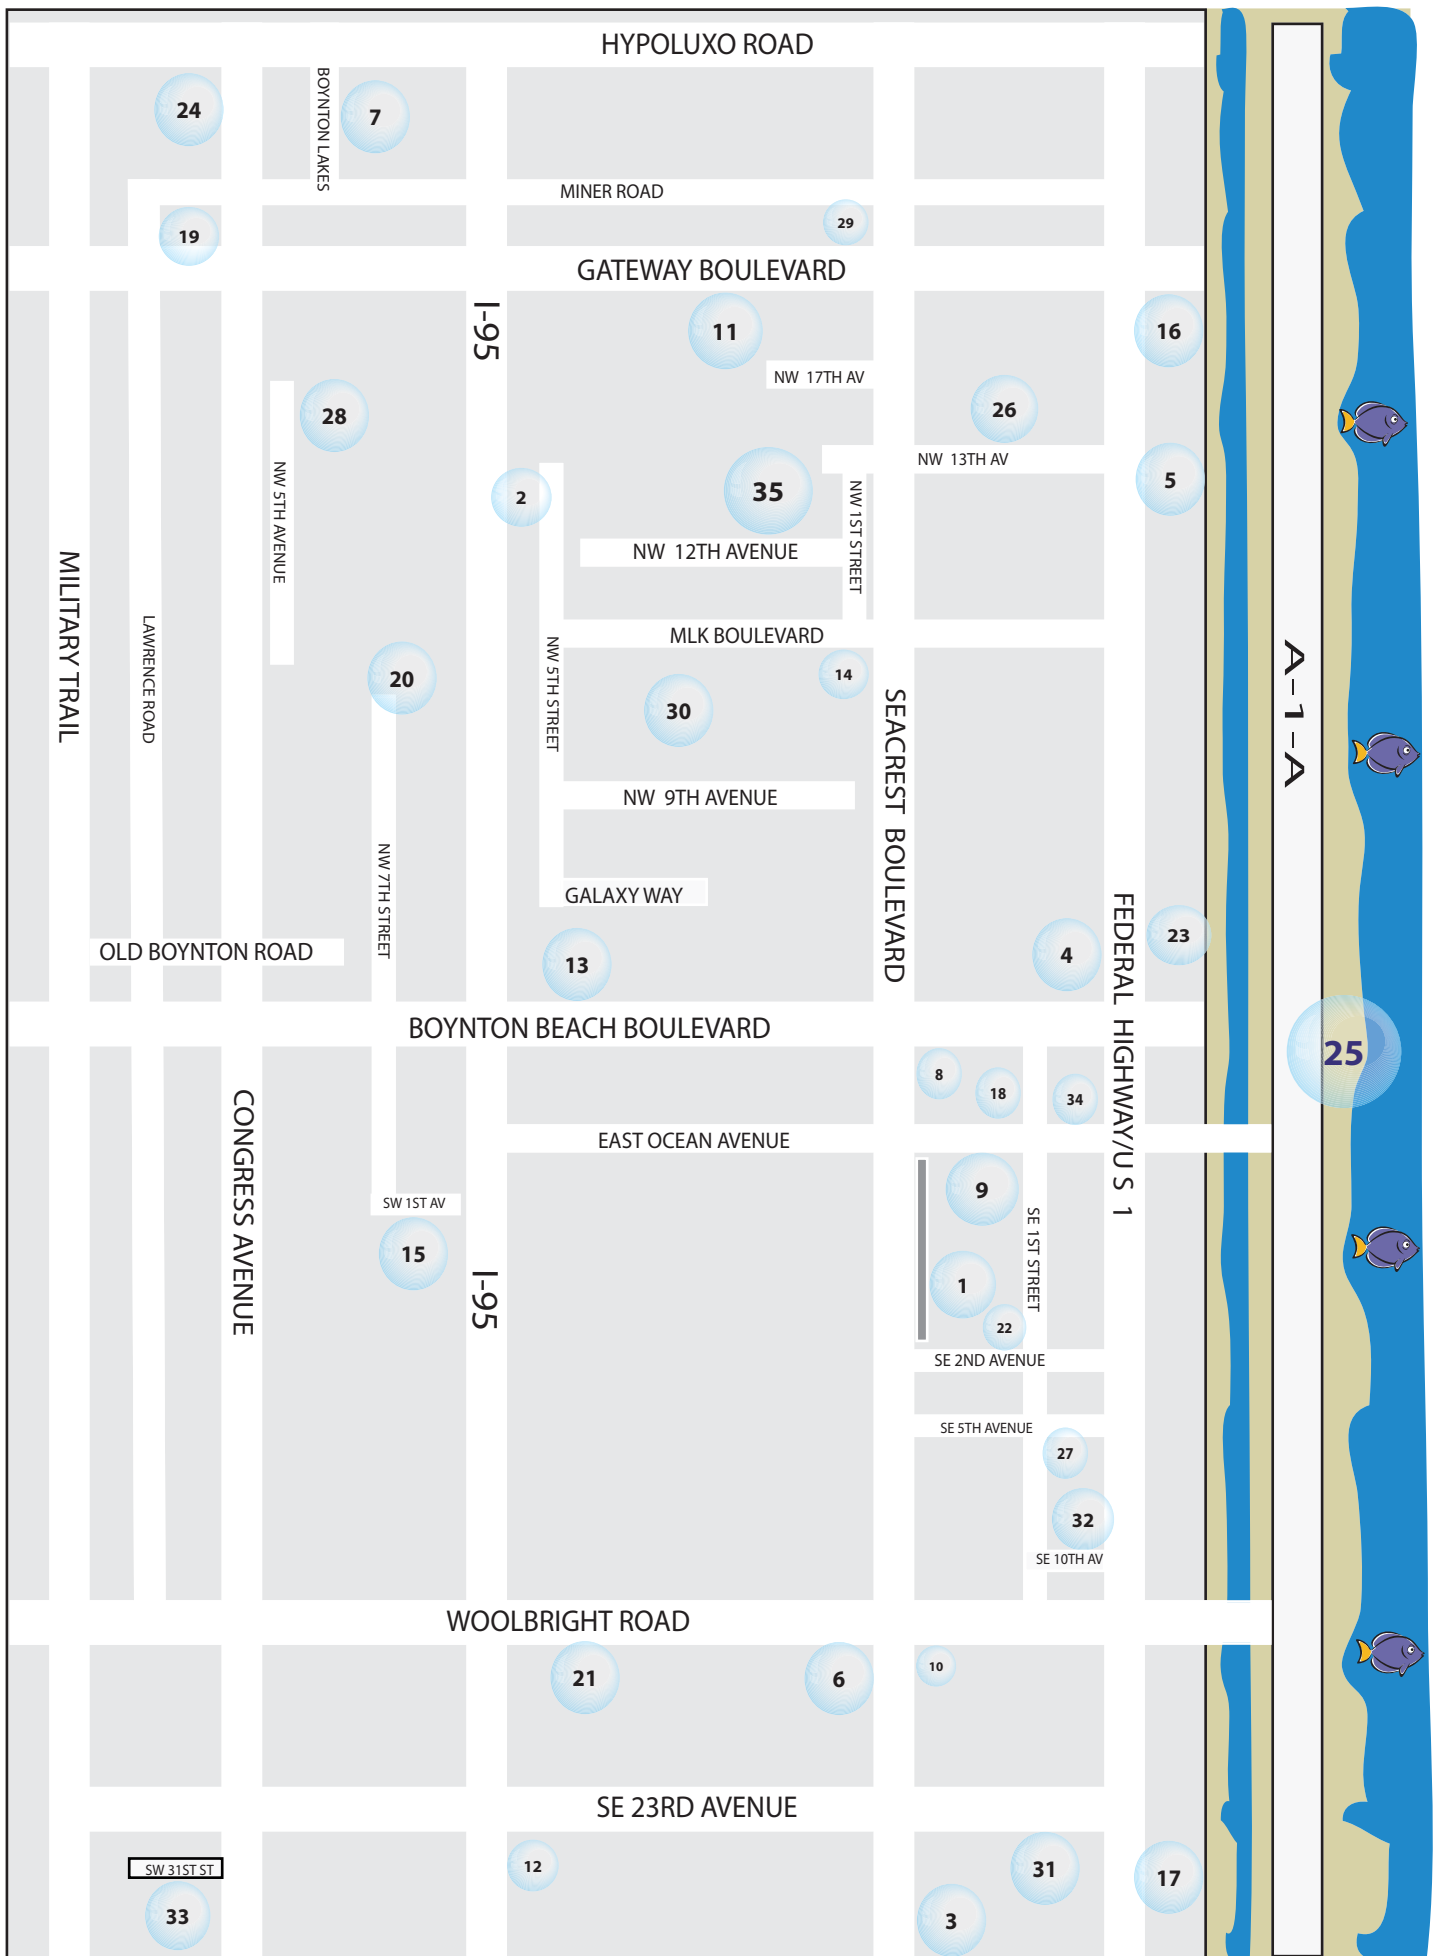 HYPOLUXO ROAD
24
BOYNTON LAKES
7
MINER ROAD
19
29
GATEWAY BOULEVARD
I-95
11
16
NW 17TH AV
28
26
NW 13TH AV
NW 5TH AVENUE
2
35
NW 1ST STREET
5
NW 12TH AVENUE
MILITARY TRAIL
LAWRENCE ROAD
MLK BOULEVARD
NW 5TH STREET
20
14
30
SEACREST BOULEVARD
A-1-A
NW 9TH AVENUE
NW 7TH STREET
GALAXY WAY
FEDERAL HIGHWAY/U S 1
23
OLD BOYNTON ROAD
13
4
BOYNTON BEACH BOULEVARD
25
8
18
34
CONGRESS AVENUE
EAST OCEAN AVENUE
9
SW 1ST AV
SE 1ST STREET
15
1
I-95
22
SE 2ND AVENUE
SE 5TH AVENUE
27
32
SE 10TH AV
WOOLBRIGHT ROAD
21
6
10
SE 23RD AVENUE
SW 31ST ST
12
31
17
33
3